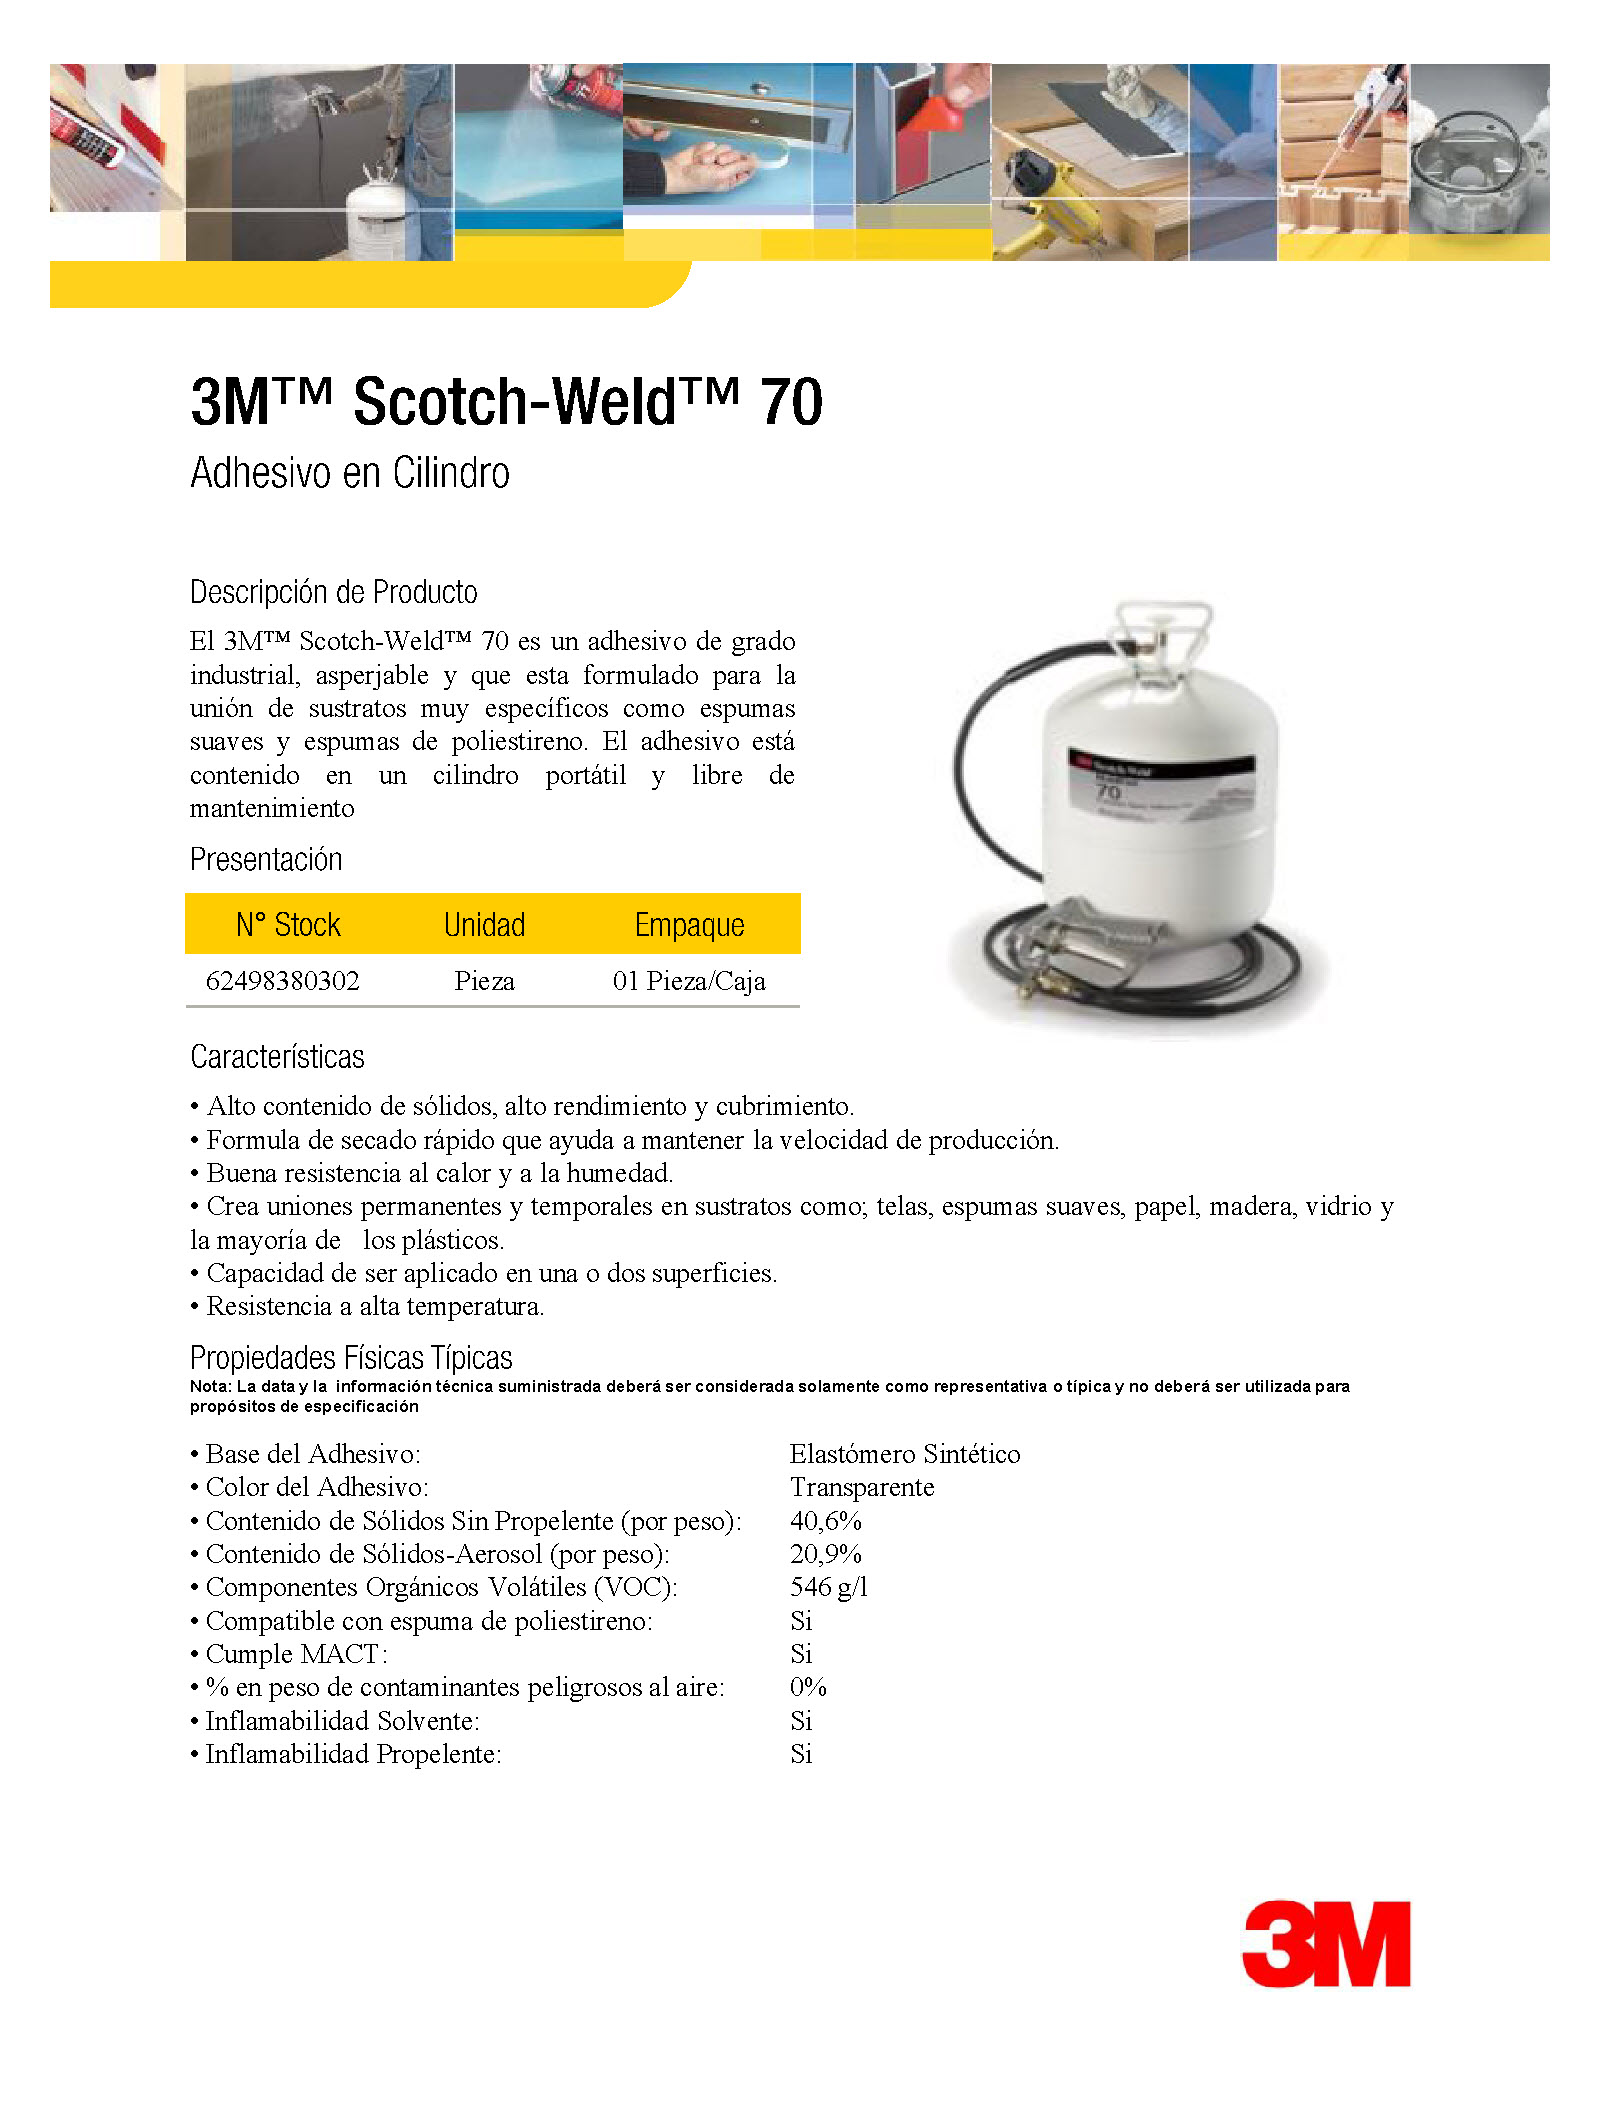 3M™ Scotch-Weld™ 70
Adhesivo en Cilindro
Descripción de Producto
El 3M™ Scotch-Weld™ 70 es un adhesivo de grado
industrial, asperjable y que esta formulado para la
unión de sustratos muy específicos como espumas
suaves y espumas de poliestireno. El adhesivo está
contenido en un cilindro portátil y libre de
mantenimiento
Presentación
N° Stock Unidad Empaque
62498380302 Pieza 01 Pieza/Caja
70
Características
• Alto contenido de sólidos, alto rendimiento y cubrimiento.
• Formula de secado rápido que ayuda a mantener la velocidad de producción.
• Buena resistencia al calor y a la humedad.
• Crea uniones permanentes y temporales en sustratos como; telas, espumas suaves, papel, madera, vidrio y
la mayoría de los plásticos.
• Capacidad de ser aplicado en una o dos superficies.
• Resistencia a alta temperatura.
Propiedades Físicas Típicas
Nota: La data y la información técnica suministrada deberá ser considerada solamente como representativa o típica y no deberá ser utilizada para
propósitos de especificación
• Base del Adhesivo: Elastómero Sintético
• Color del Adhesivo: Transparente
• Contenido de Sólidos Sin Propelente (por peso): 40,6%
• Contenido de Sólidos-Aerosol (por peso): 20,9%
• Componentes Orgánicos Volátiles (VOC): 546 g/l
• Compatible con espuma de poliestireno: Si
• Cumple MACT: Si
• % en peso de contaminantes peligrosos al aire: 0%
• Inflamabilidad Solvente: Si
• Inflamabilidad Propelente: Si
3M